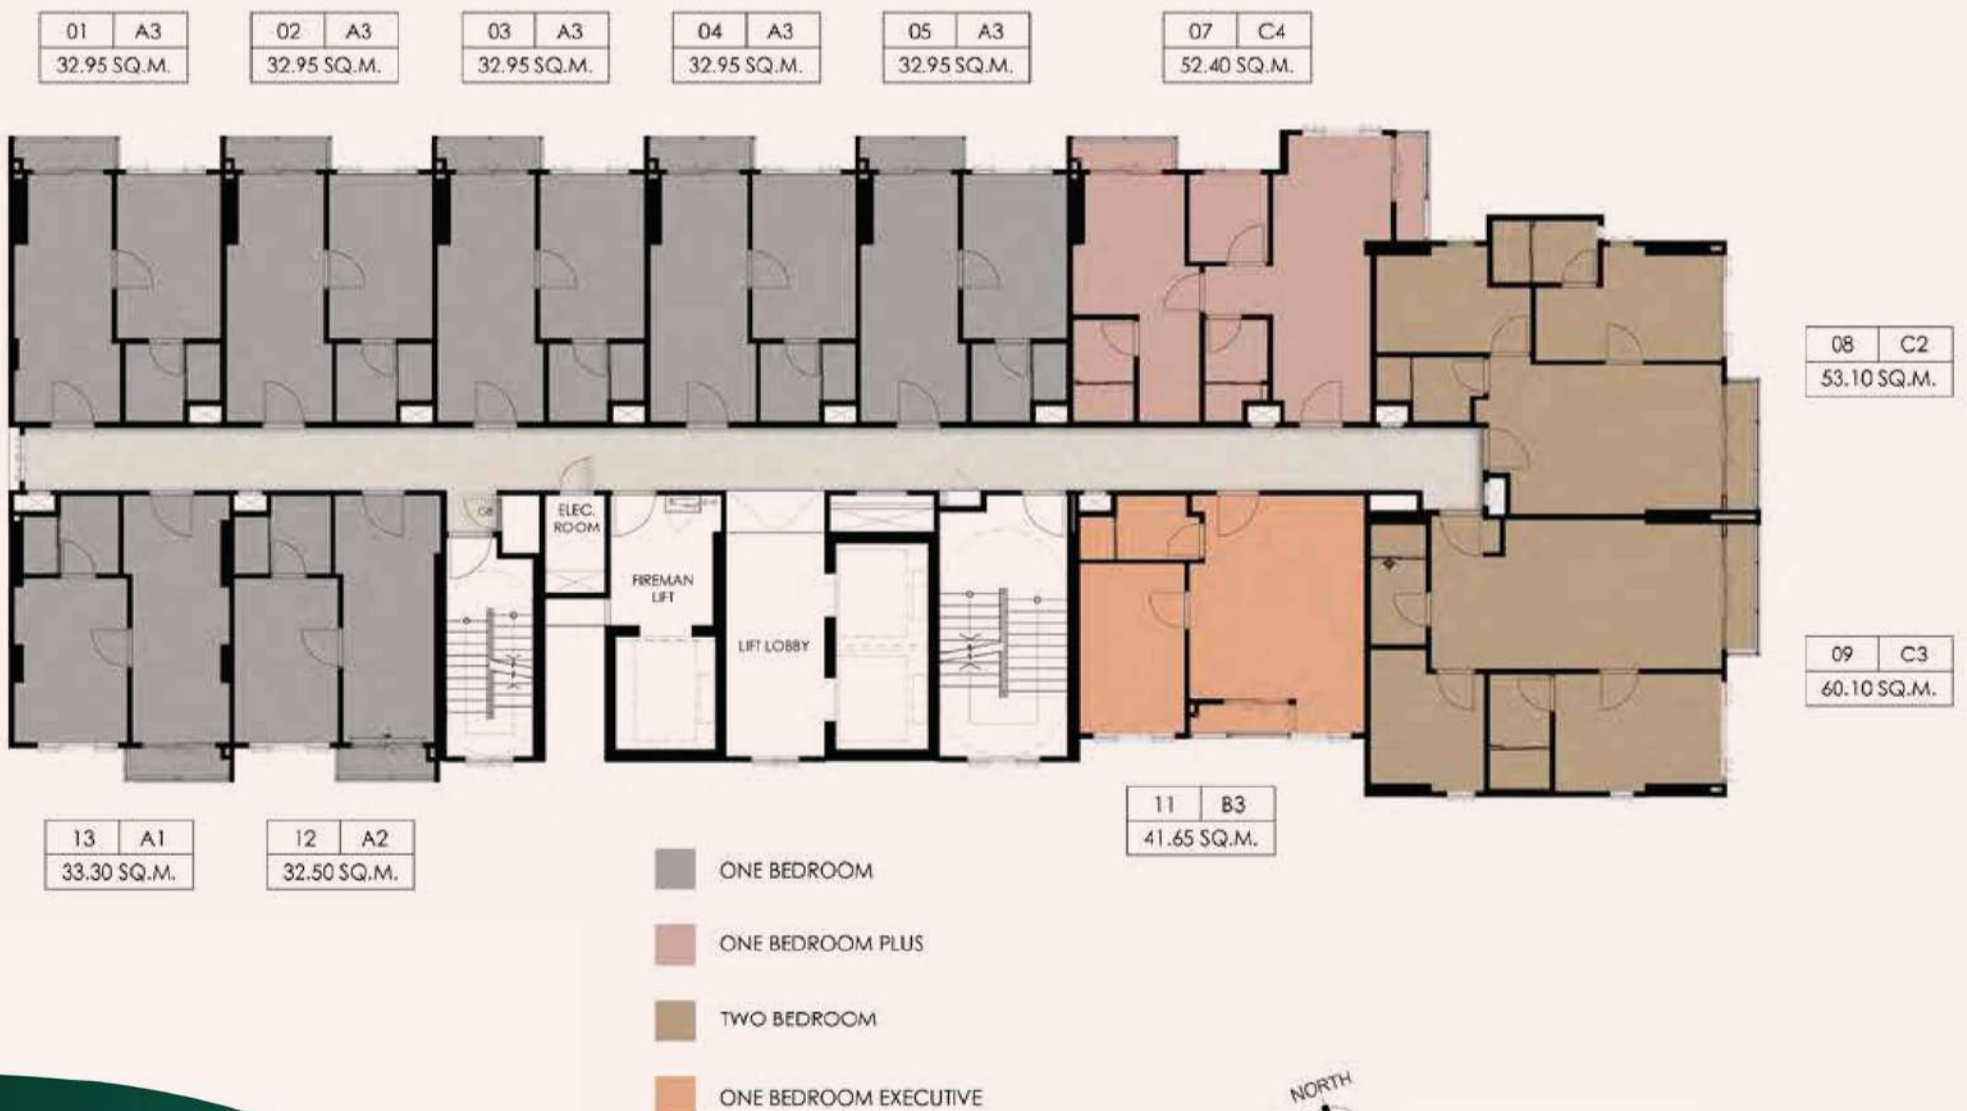 01 A3
32.95 SQ.M.
02 A3
32.95 SQ.M.
03 A3
32.95 SQ.M.
04 A3
32.95 SQ.M.
05 A3
32.95 SQ.M.
07 C4
52.40 SQ.M.
08 C2
53.10 SQ.M.
ELEC.
ROOM
FIREMAN
LIFT
LIFT LOBBY
09 C3
60.10 SQ.M.
11 B3
41.65 SQ.M.
13 A1
33.30 SQ.M.
12 A2
32.50 SQ.M.
ONE BEDROOM
ONE BEDROOM PLUS
TWO BEDROOM
ONE BEDROOM EXECUTIVE
NORTH